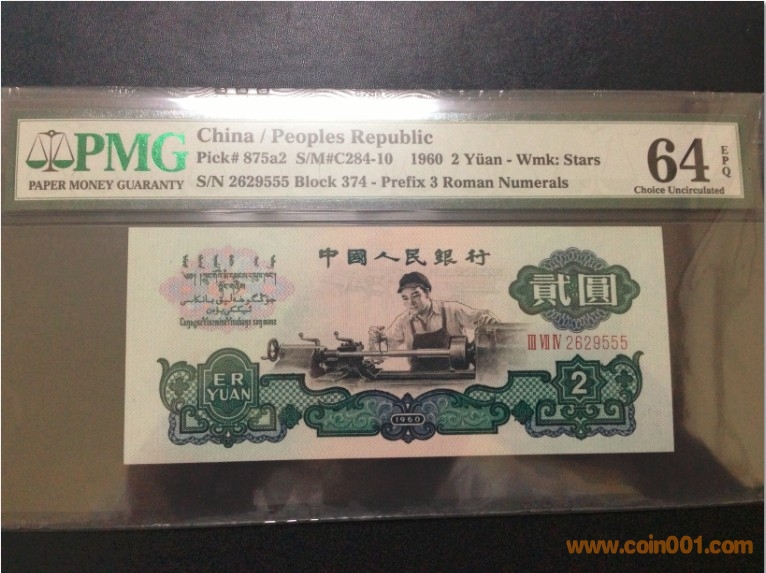 PMG
PAPER MONEY GUARANTY
China / Peoples Republic
Pick# 875a2 S/M#C284-10 1960 2 Yüan - Wmk: Stars
S/N 2629555 Block 374 - Prefix 3 Roman Numerals
64
EPQ
Choice Uncirculated
中國人民銀行
貳圓
III VII IV 2629555
ER
YUAN
1960
2
www.coin001.com